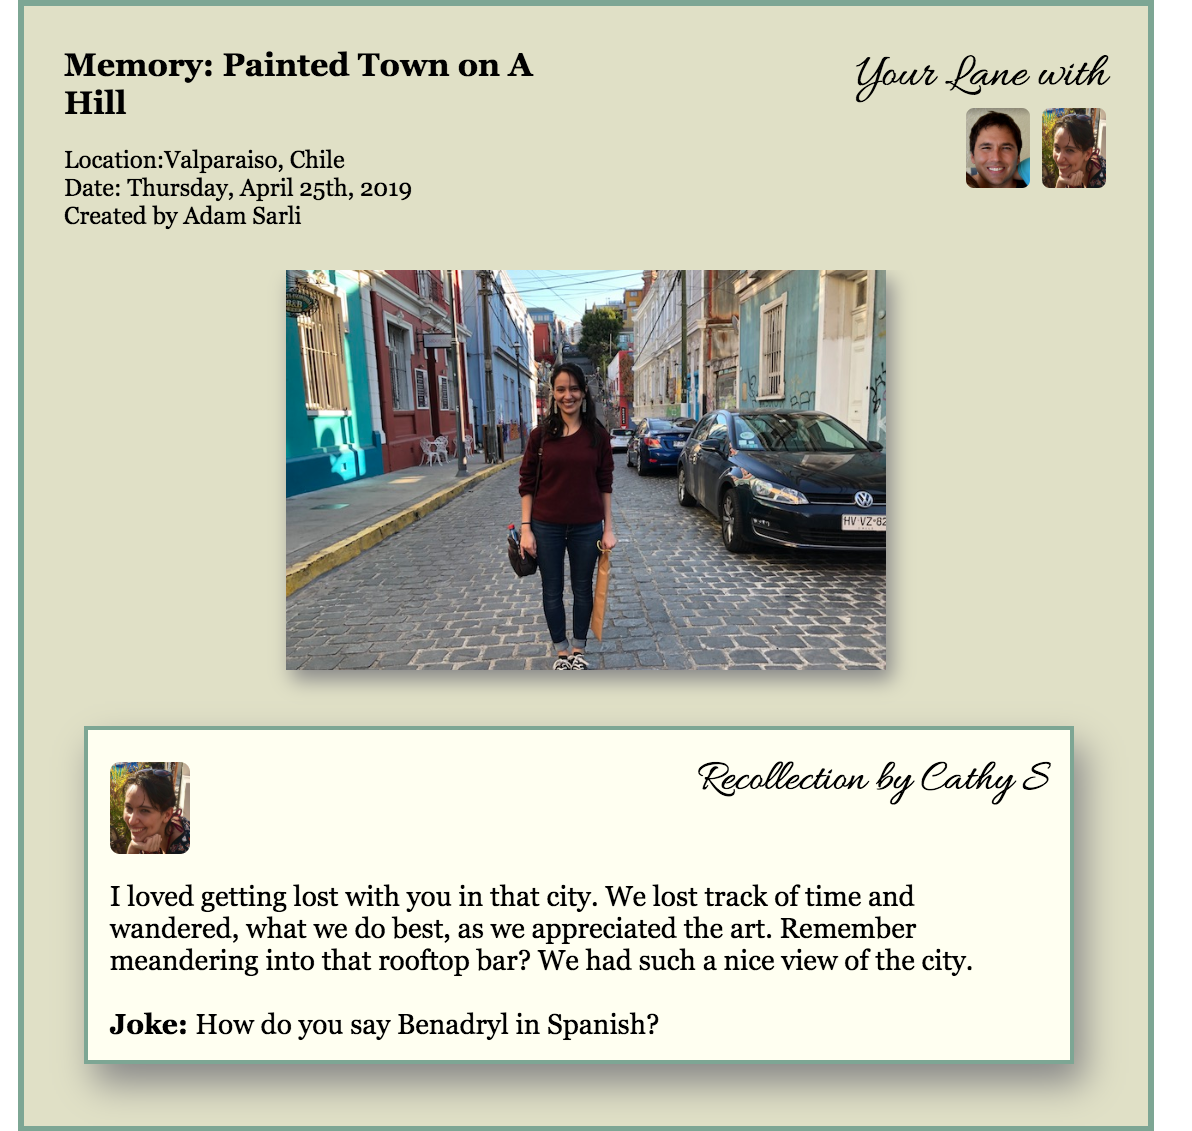 Memory: Painted Town on A
Hill
Your Lane with
Location:Valparaiso, Chile
Date: Thursday, April 25th, 2019
Created by Adam Sarli
HV VZ-82
Recollection by Cathy S
I loved getting lost with you in that city. We lost track of time and
wandered, what we do best, as we appreciated the art. Remember
meandering into that rooftop bar? We had such a nice view of the city.
Joke: How do you say Benadryl in Spanish?